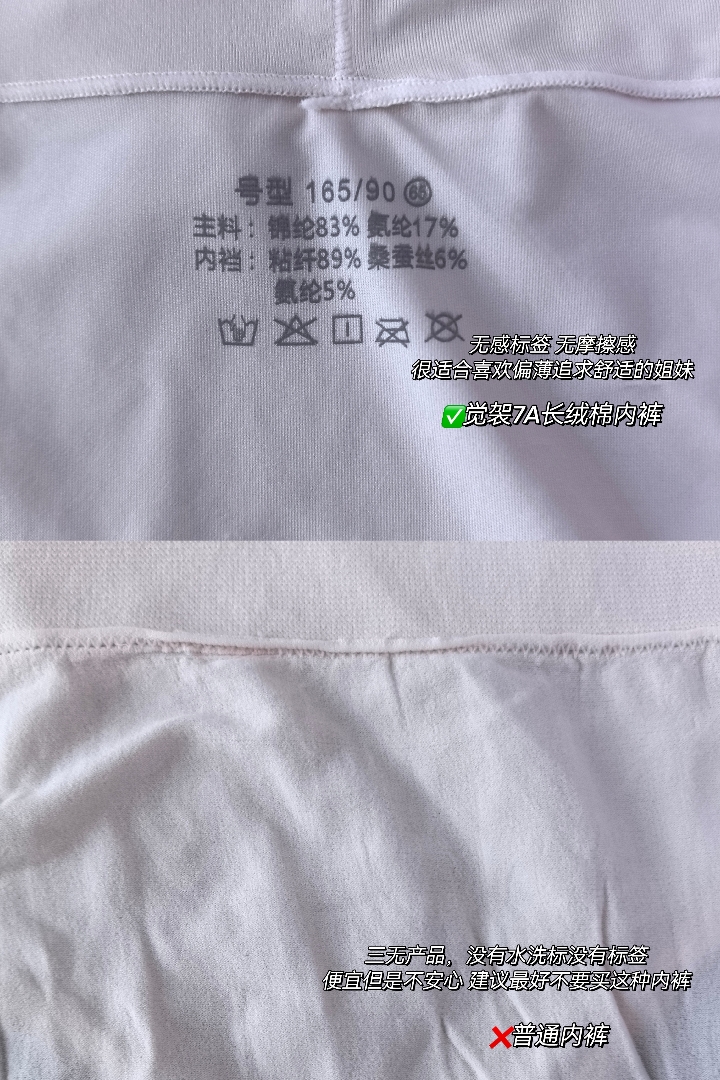 号型 165/90
主料：锦纶83% 氨纶17%
内裆：粘纤89% 桑蚕丝6%
氨纶5%
无感标签 无摩擦感
很适合喜欢偏薄追求舒适的姐妹
✅觉袈7A长绒棉内裤
三无产品，没有水洗标没有标签
便宜但是不安心 建议最好不要买这种内裤
❌普通内裤